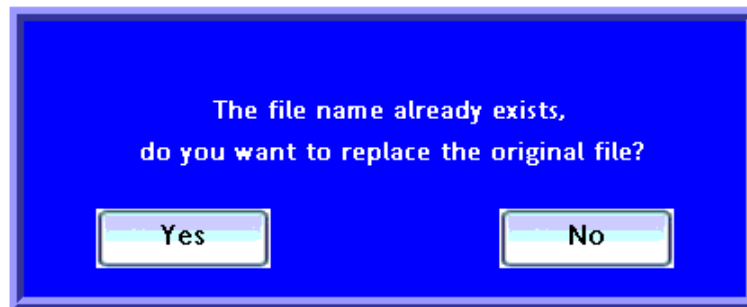 The file name already exists,
do you want to replace the original file?
Yes
No